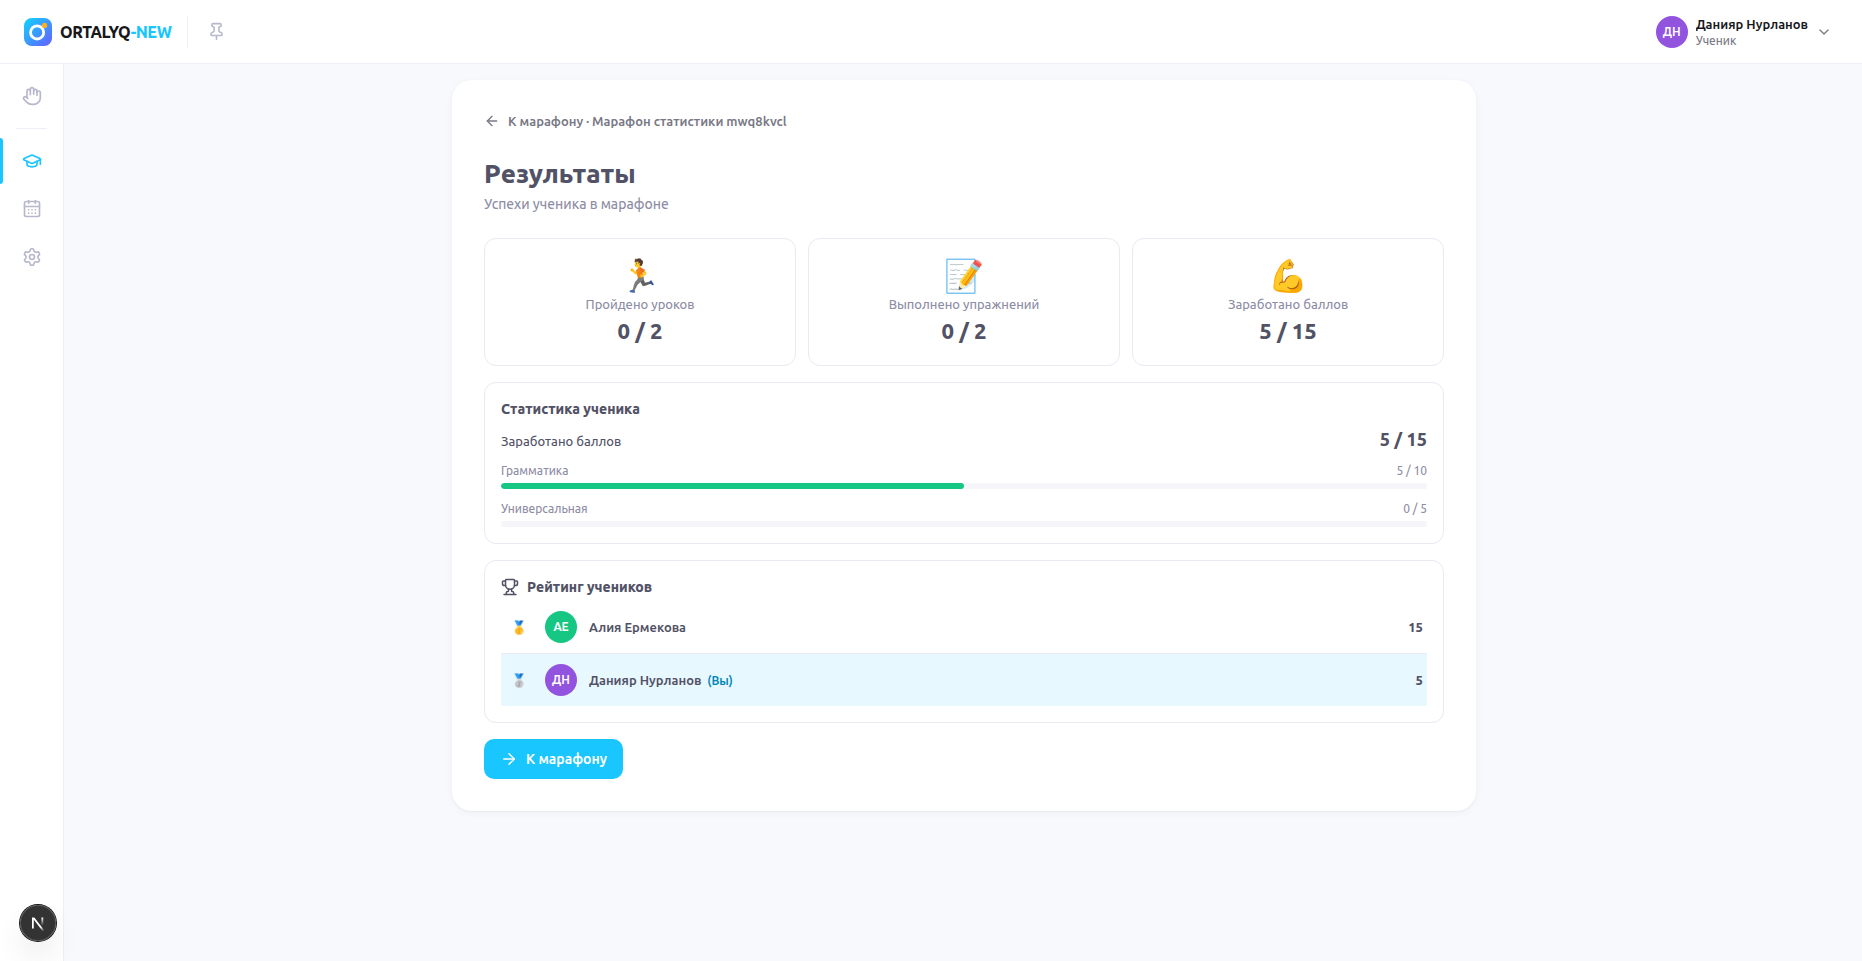 ORTALYQ-NEW
ДН
Данияр Нурланов
Ученик
К марафону · Марафон статистики mwq8kvcl
Результаты
Успехи ученика в марафоне
Пройдено уроков
0 / 2
Выполнено упражнений
0 / 2
Заработано баллов
5 / 15
Статистика ученика
Заработано баллов 5 / 15
Грамматика 5 / 10
Универсальная 0 / 5
Рейтинг учеников
АЕ Алия Ермекова 15
ДН Данияр Нурланов (Вы) 5
К марафону
N